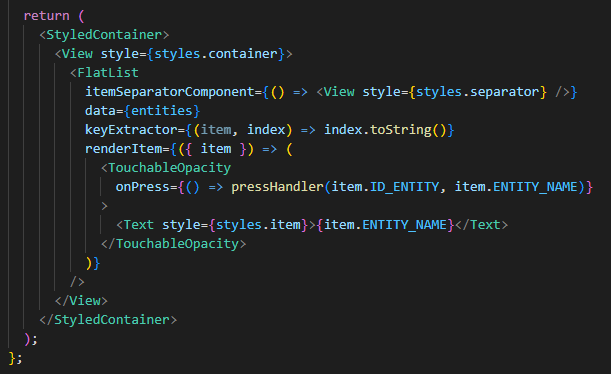 return (
<StyledContainer>
<View style={styles.container}>
<FlatList
itemSeparatorComponent={() => <View style={styles.separator} />}
data={entities}
keyExtractor={(item, index) => index.toString()}
renderItem={({ item }) => (
<TouchableOpacity
onPress={() => pressHandler(item.ID_ENTITY, item.ENTITY_NAME)}
>
<Text style={styles.item}>{item.ENTITY_NAME}</Text>
</TouchableOpacity>
)}
/>
</View>
</StyledContainer>
);
};